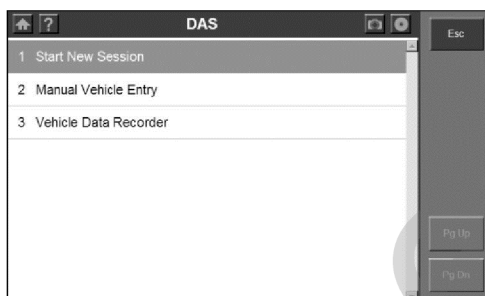 DAS
Esc
1 Start New Session
2 Manual Vehicle Entry
3 Vehicle Data Recorder
Pg Up
Pg Dn